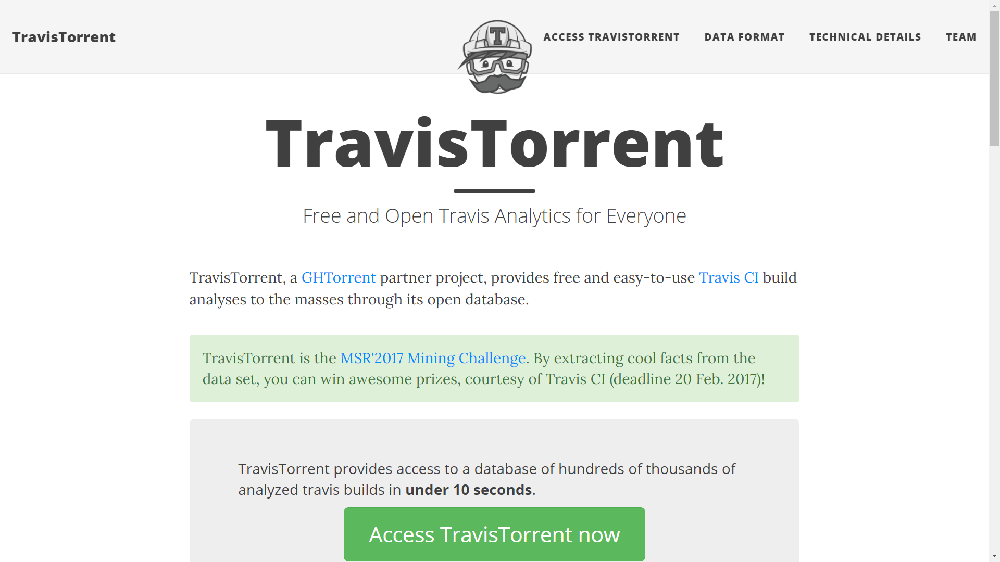 TravisTorrent
T
ACCESS TRAVISTORRENT
DATA FORMAT
TECHNICAL DETAILS
TEAM
TravisTorrent
Free and Open Travis Analytics for Everyone
TravisTorrent, a GHTorrent partner project, provides free and easy-to-use Travis CI build
analyses to the masses through its open database.
TravisTorrent is the MSR'2017 Mining Challenge. By extracting cool facts from the
data set, you can win awesome prizes, courtesy of Travis CI (deadline 20 Feb. 2017)!
TravisTorrent provides access to a database of hundreds of thousands of
analyzed travis builds in under 10 seconds.
Access TravisTorrent now